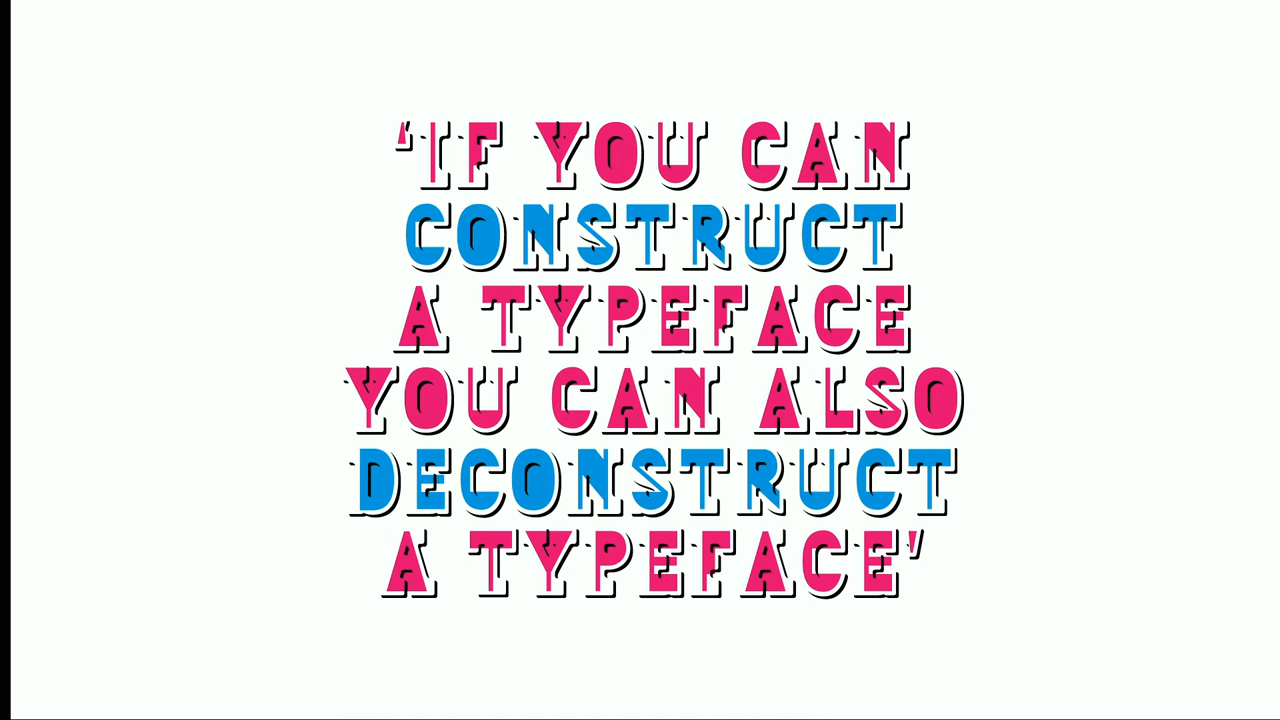 ‘IF YOU CAN
CONSTRUCT
A TYPEFACE
YOU CAN ALSO
DECONSTRUCT
A TYPEFACE’